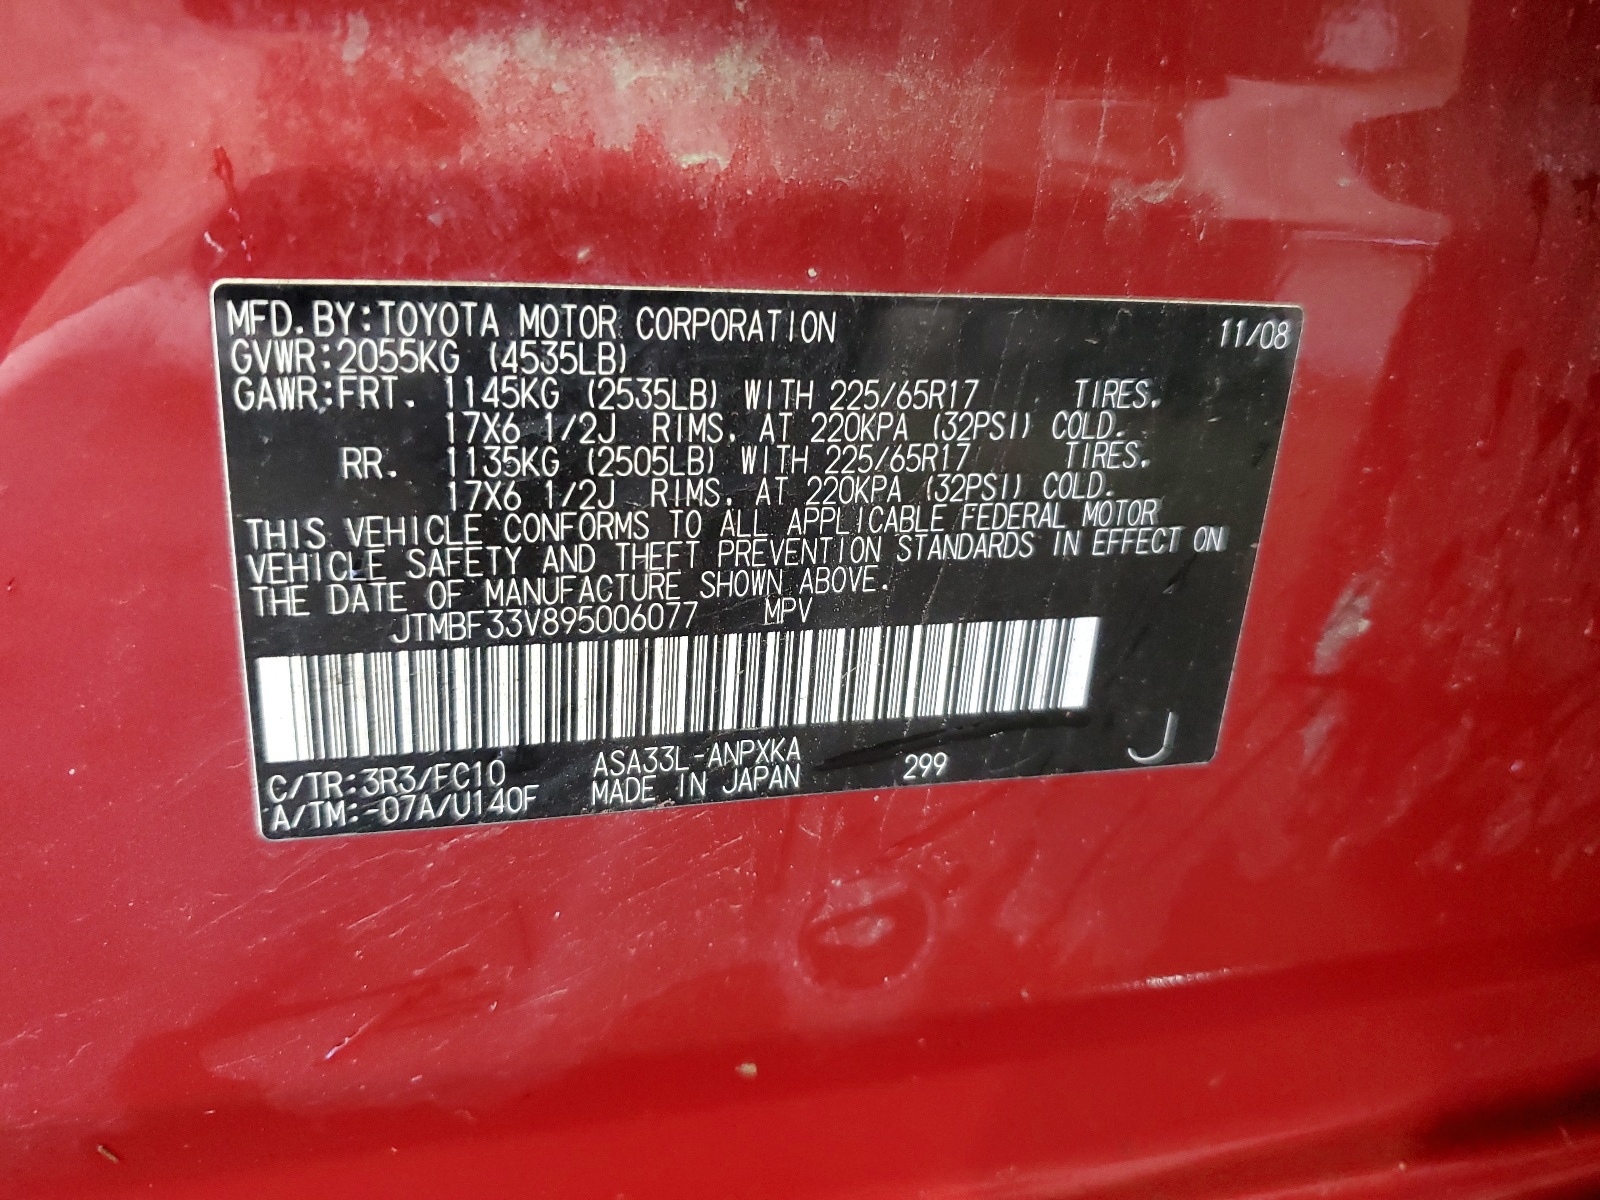 MFD. BY: TOYOTA MOTOR CORPORATION 11/08
GVWR: 2055KG (4535LB)
GAWR: FRT. 1145KG (2535LB) WITH 225/65R17 TIRES,
17X6 1/2J RIMS, AT 220KPA (32PSI) COLD.
RR. 1135KG (2505LB) WITH 225/65R17 TIRES,
17X6 1/2J RIMS, AT 220KPA (32PSI) COLD.
THIS VEHICLE CONFORMS TO ALL APPLICABLE FEDERAL MOTOR
VEHICLE SAFETY AND THEFT PREVENTION STANDARDS IN EFFECT ON
THE DATE OF MANUFACTURE SHOWN ABOVE.
JTMBF33V895006077 MPV
C/TR: 3R3/FC10 ASA33L-ANPXKA 299 J
A/TM: -07A/U140F MADE IN JAPAN